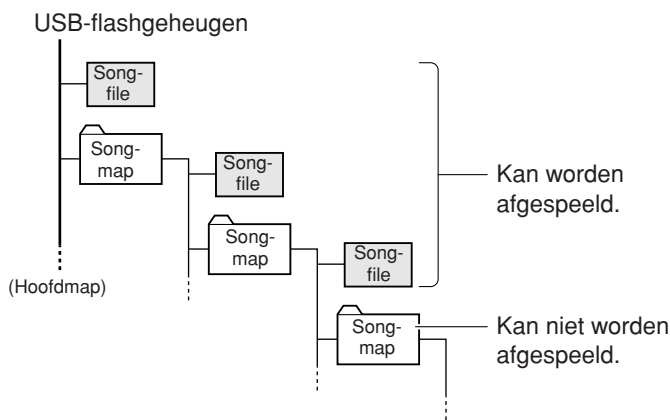 USB-flashgeheugen
Song-
file
Song-
map
Song-
file
Song-
map
Song-
file
Kan worden
afgespeeld.
(Hoofdmap)
Song-
map
Kan niet worden
afgespeeld.